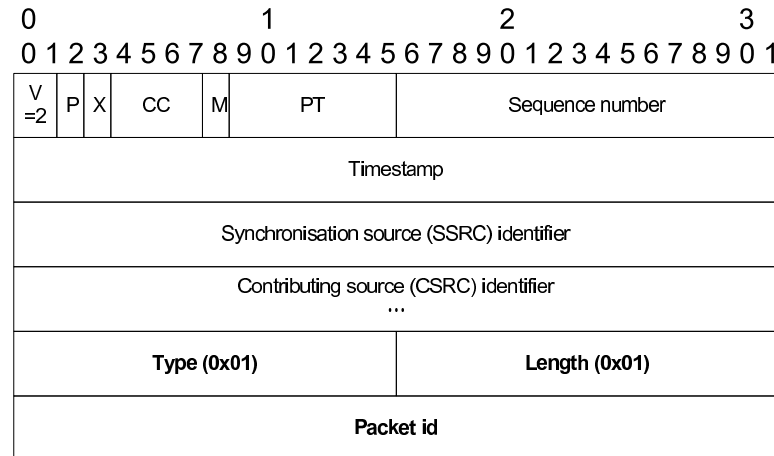 0 1 2 3
0 1 2 3 4 5 6 7 8 9 0 1 2 3 4 5 6 7 8 9 0 1 2 3 4 5 6 7 8 9 0 1
V =2 P X CC M PT Sequence number
Timestamp
Synchronisation source (SSRC) identifier
Contributing source (CSRC) identifier
...
Type (0x01) Length (0x01)
Packet id